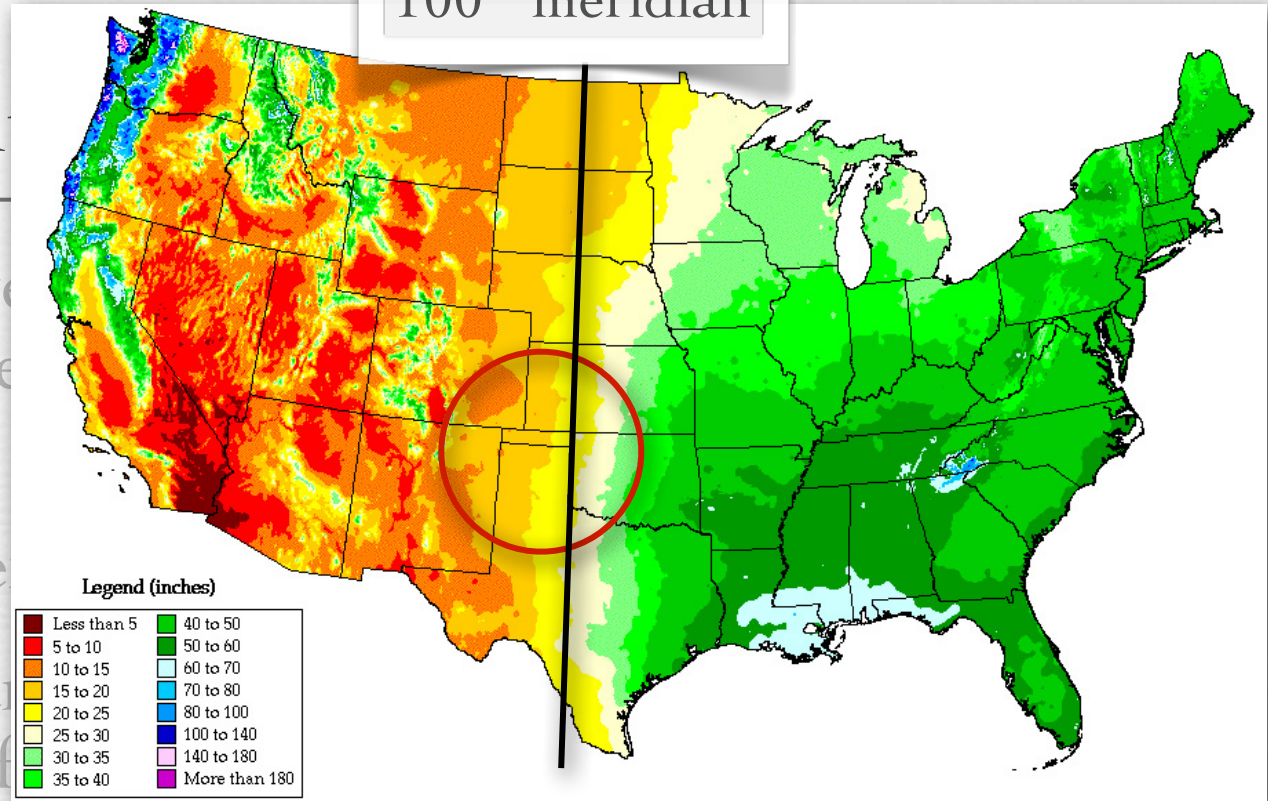 100 meridian
Legend (inches)
Less than 5
5 to 10
10 to 15
15 to 20
20 to 25
25 to 30
30 to 35
35 to 40
40 to 50
50 to 60
60 to 70
70 to 80
80 to 100
100 to 140
140 to 180
More than 180